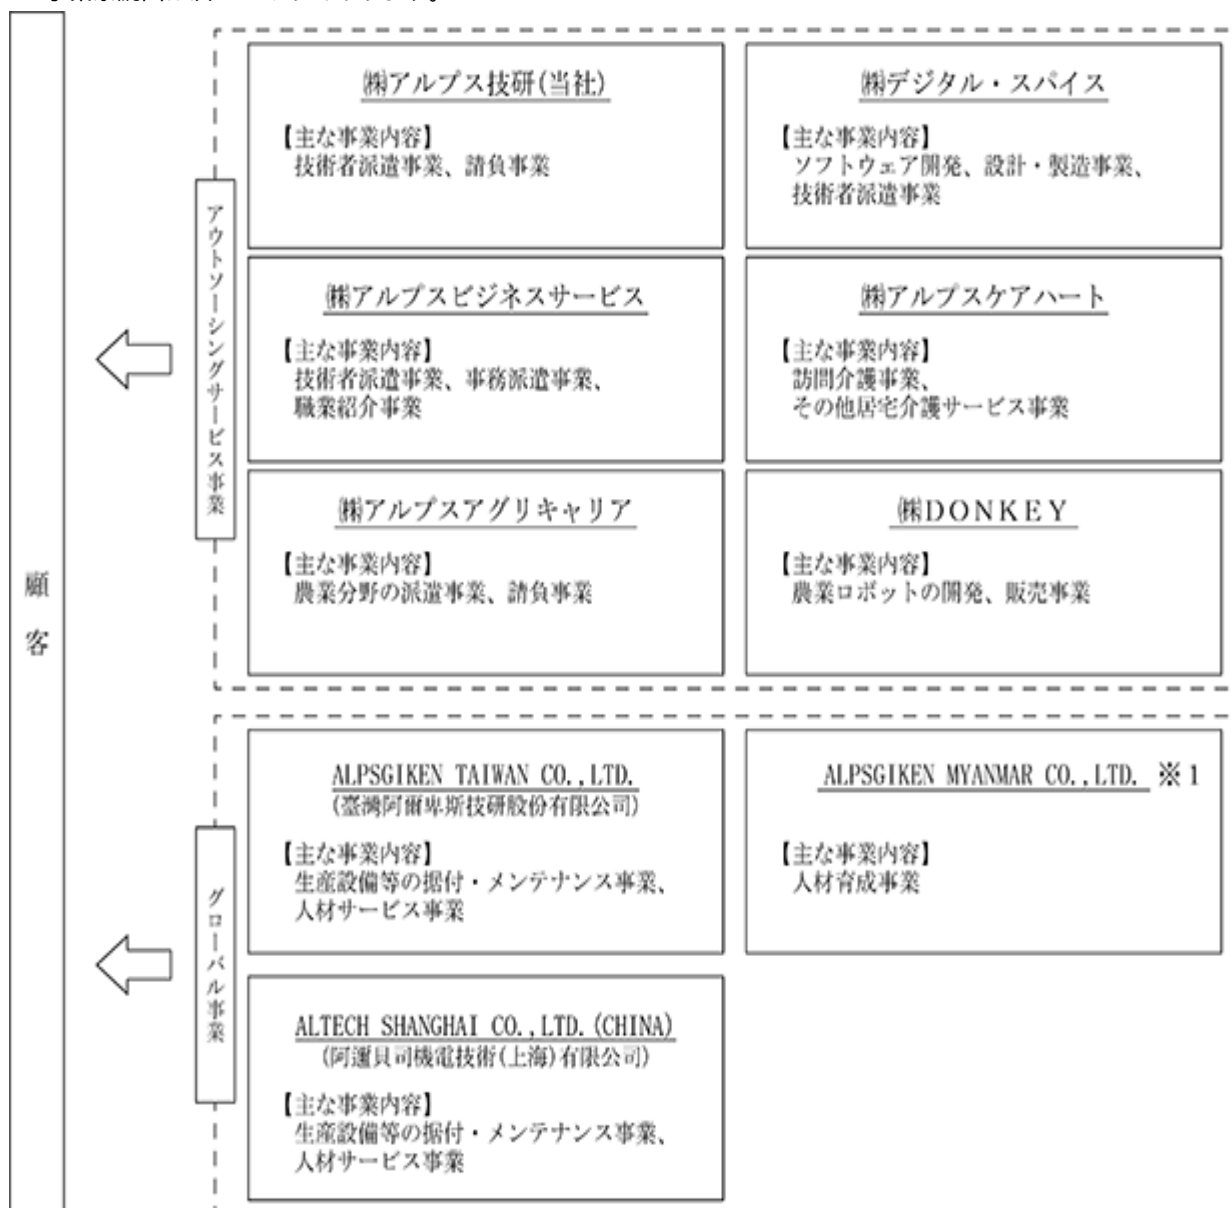 顧客
アウトソーシングサービス事業
㈱アルプス技研(当社)
【主な事業内容】
技術者派遣事業、請負事業
㈱デジタル・スパイス
【主な事業内容】
ソフトウェア開発、設計・製造事業、
技術者派遣事業
㈱アルプスビジネスサービス
【主な事業内容】
技術者派遣事業、事務派遣事業、
職業紹介事業
㈱アルプスケアハート
【主な事業内容】
訪問介護事業、
その他居宅介護サービス事業
㈱アルプスアグリキャリア
【主な事業内容】
農業分野の派遣事業、請負事業
㈱DONKEY
【主な事業内容】
農業ロボットの開発、販売事業
グローバル事業
ALPSGIKEN TAIWAN CO.,LTD.
(臺灣阿爾卑斯技研股份有限公司)
【主な事業内容】
生産設備等の据付・メンテナンス事業、
人材サービス事業
ALPSGIKEN MYANMAR CO.,LTD. ※1
【主な事業内容】
人材育成事業
ALTECH SHANGHAI CO.,LTD.(CHINA)
(阿邇貝司機電技術(上海)有限公司)
【主な事業内容】
生産設備等の据付・メンテナンス事業、
人材サービス事業